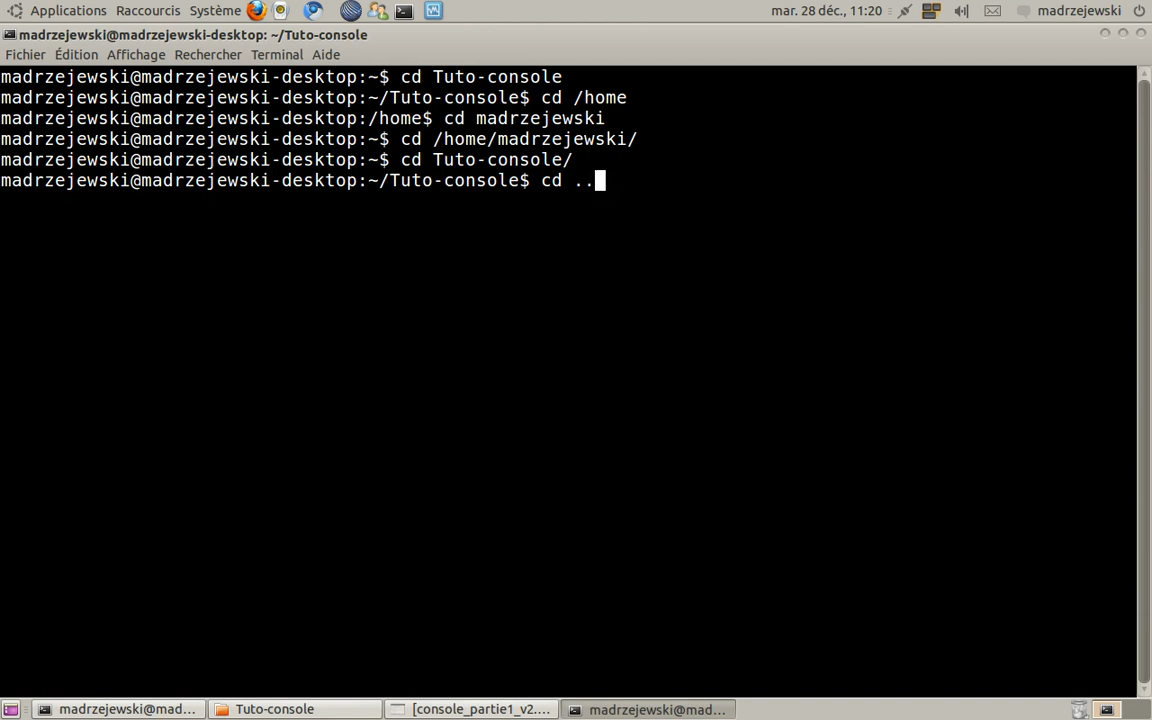 Applications Raccourcis Système mar. 28 déc., 11:20 madrzejewski
madrzejewski@madrzejewski-desktop: ~/Tuto-console
Fichier Édition Affichage Rechercher Terminal Aide
madrzejewski@madrzejewski-desktop:~$ cd Tuto-console
madrzejewski@madrzejewski-desktop:~/Tuto-console$ cd /home
madrzejewski@madrzejewski-desktop:/home$ cd madrzejewski
madrzejewski@madrzejewski-desktop:~$ cd /home/madrzejewski/
madrzejewski@madrzejewski-desktop:~$ cd Tuto-console/
madrzejewski@madrzejewski-desktop:~/Tuto-console$ cd ..
madrzejewski@mad... Tuto-console [console_partie1_v2.... madrzejewski@mad...